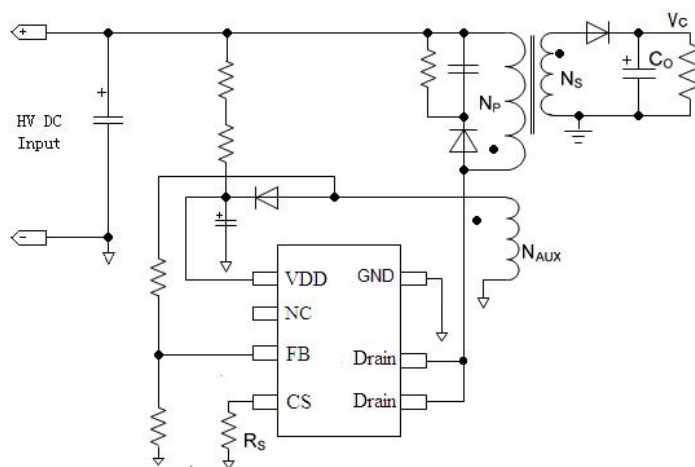 +
Vc
+
+
Co
HV DC
Input
NP
NS
-
+
NAUX
VDD
GND
NC
FB
Drain
CS
Drain
RS